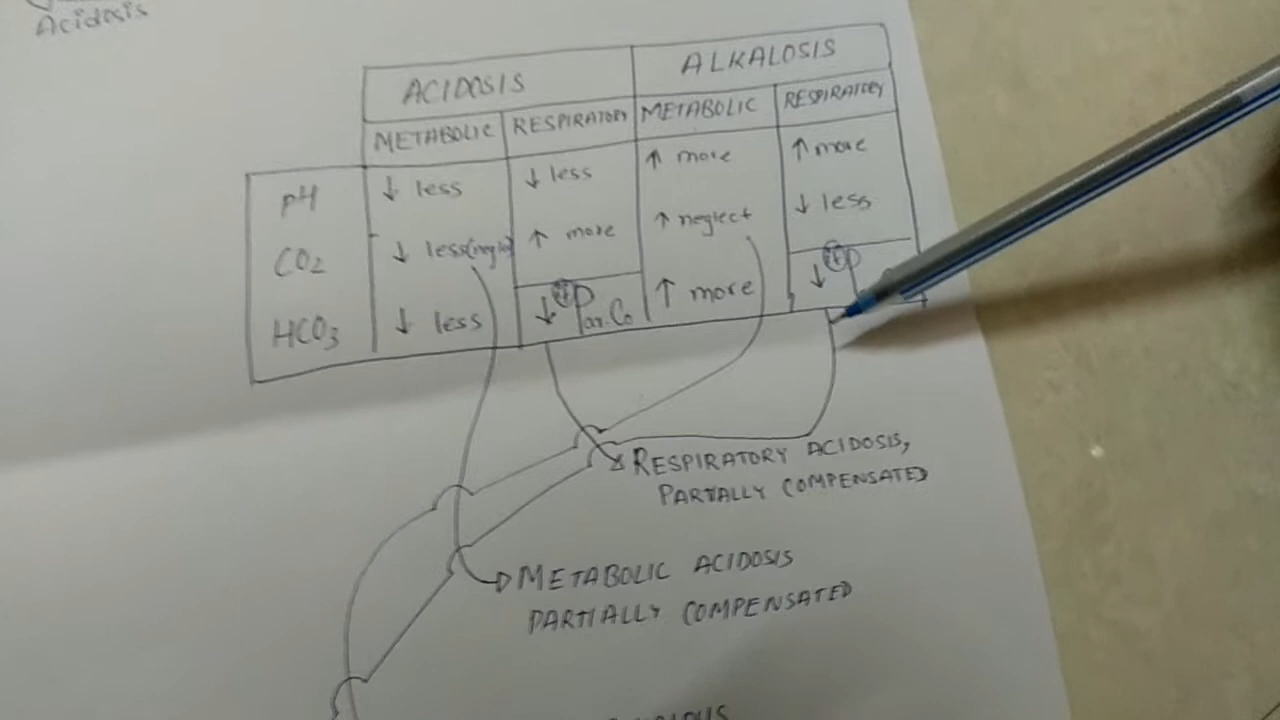 Acidosis
ACIDOSIS ALKALOSIS
METABOLIC RESPIRATORY METABOLIC RESPIRATORY
pH ↓ less ↓ less ↑ more ↑ more
CO2 ↓ less ↑ more ↑ neglect ↓ less
HCO3 ↓ less ↓ ↑ more ↓
RESPIRATORY ACIDOSIS,
PARTIALLY COMPENSATED
METABOLIC ACIDOSIS
PARTIALLY COMPENSATED